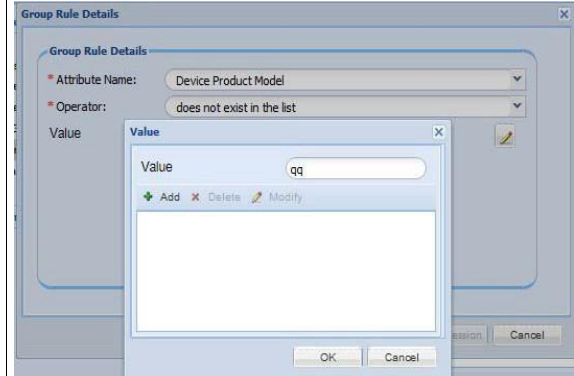 Group Rule Details
Group Rule Details
* Attribute Name: Device Product Model
* Operator: does not exist in the list
Value
Value
Value qq
Add Delete Modify
OK Cancel
Cancel